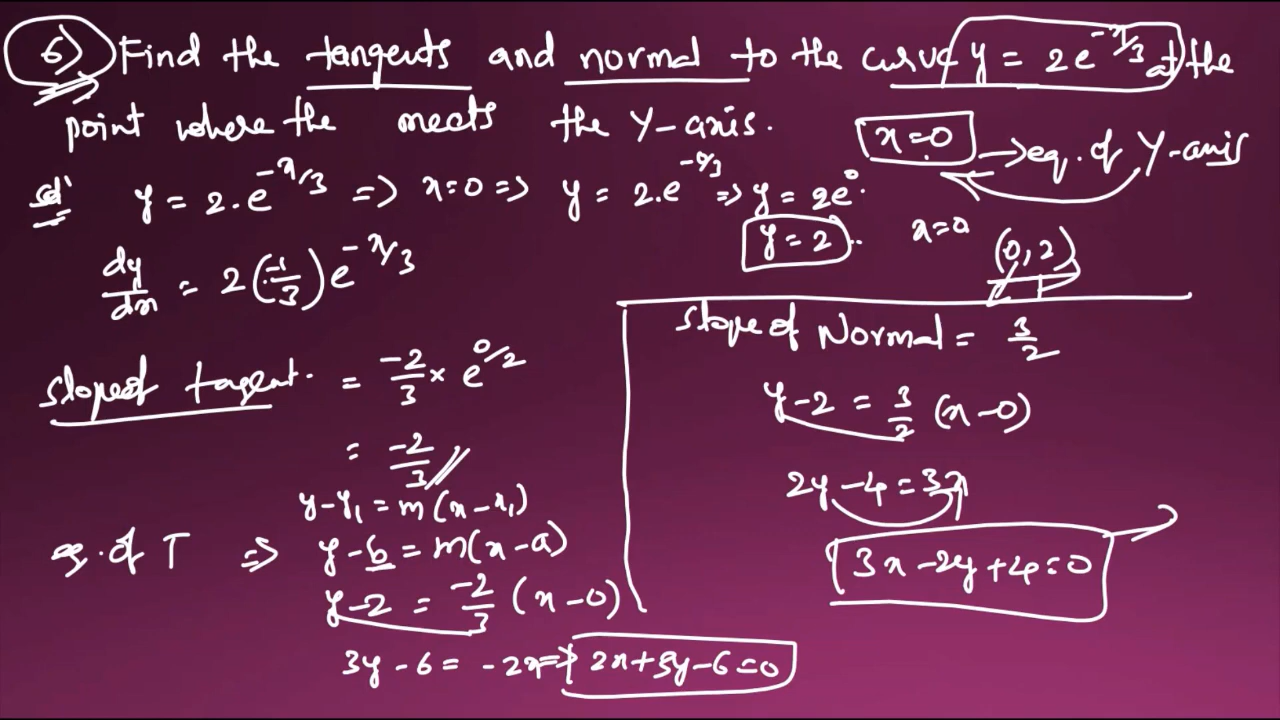 6) Find the tangents and normal to the curve y = 2e^{-x/3} at the
point where the meets the Y-axis.
x=0 → eq. of Y-axis
sol' y = 2.e^{-x/3} => x=0 => y = 2.e^{-0/3} => y = 2e^0.
y = 2.
x=0 (0,2)
dy/dx = 2(-1/3)e^{-x/3}
slope of tagent. = -2/3 × e^{0/2}
= -2/3 //
y-y₁ = m(x-x₁)
eq. of T => y-b = m(x-a)
y-2 = -2/3 (x-0)
3y-6 = -2x => 2x+3y-6=0
Slope of Normal = 3/2
y-2 = 3/2 (x-0)
2y-4 = 3x
3x-2y+4=0